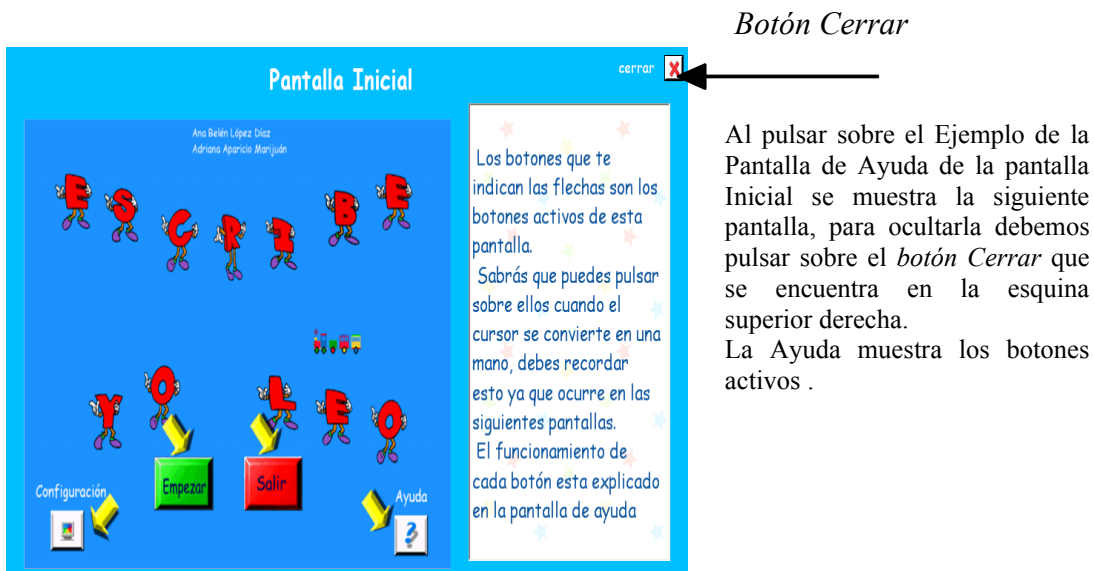 Botón Cerrar
Pantalla Inicial
cerrar
Ana Belén López Díaz
Adriana Aparicio Marijuán
ESCRIBE
Y O LEO
Empezar
Salir
Configuración
Ayuda
Los botones que te
indican las flechas son los
botones activos de esta
pantalla.
Sabrás que puedes pulsar
sobre ellos cuando el
cursor se convierte en una
mano, debes recordar
esto ya que ocurre en las
siguientes pantallas.
El funcionamiento de
cada botón esta explicado
en la pantalla de ayuda
Al pulsar sobre el Ejemplo de la
Pantalla de Ayuda de la pantalla
Inicial se muestra la siguiente
pantalla, para ocultarla debemos
pulsar sobre el botón Cerrar que
se encuentra en la esquina
superior derecha.
La Ayuda muestra los botones
activos .